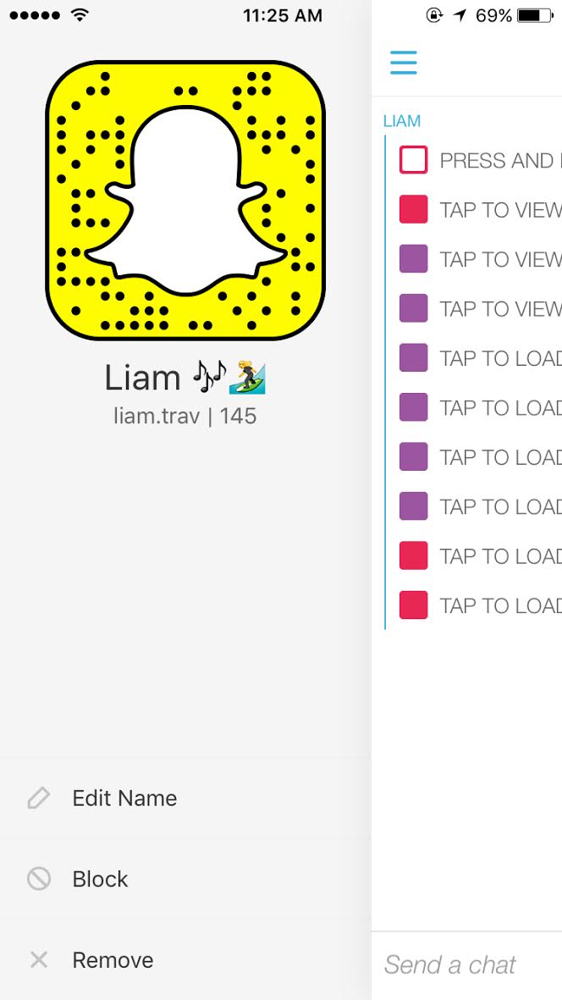 11:25 AM
69%
Liam 🎶🏄
liam.trav | 145
Edit Name
Block
Remove
LIAM
PRESS AND
TAP TO VIEW
TAP TO VIEW
TAP TO VIEW
TAP TO LOAD
TAP TO LOAD
TAP TO LOAD
TAP TO LOAD
TAP TO LOAD
TAP TO LOAD
Send a chat